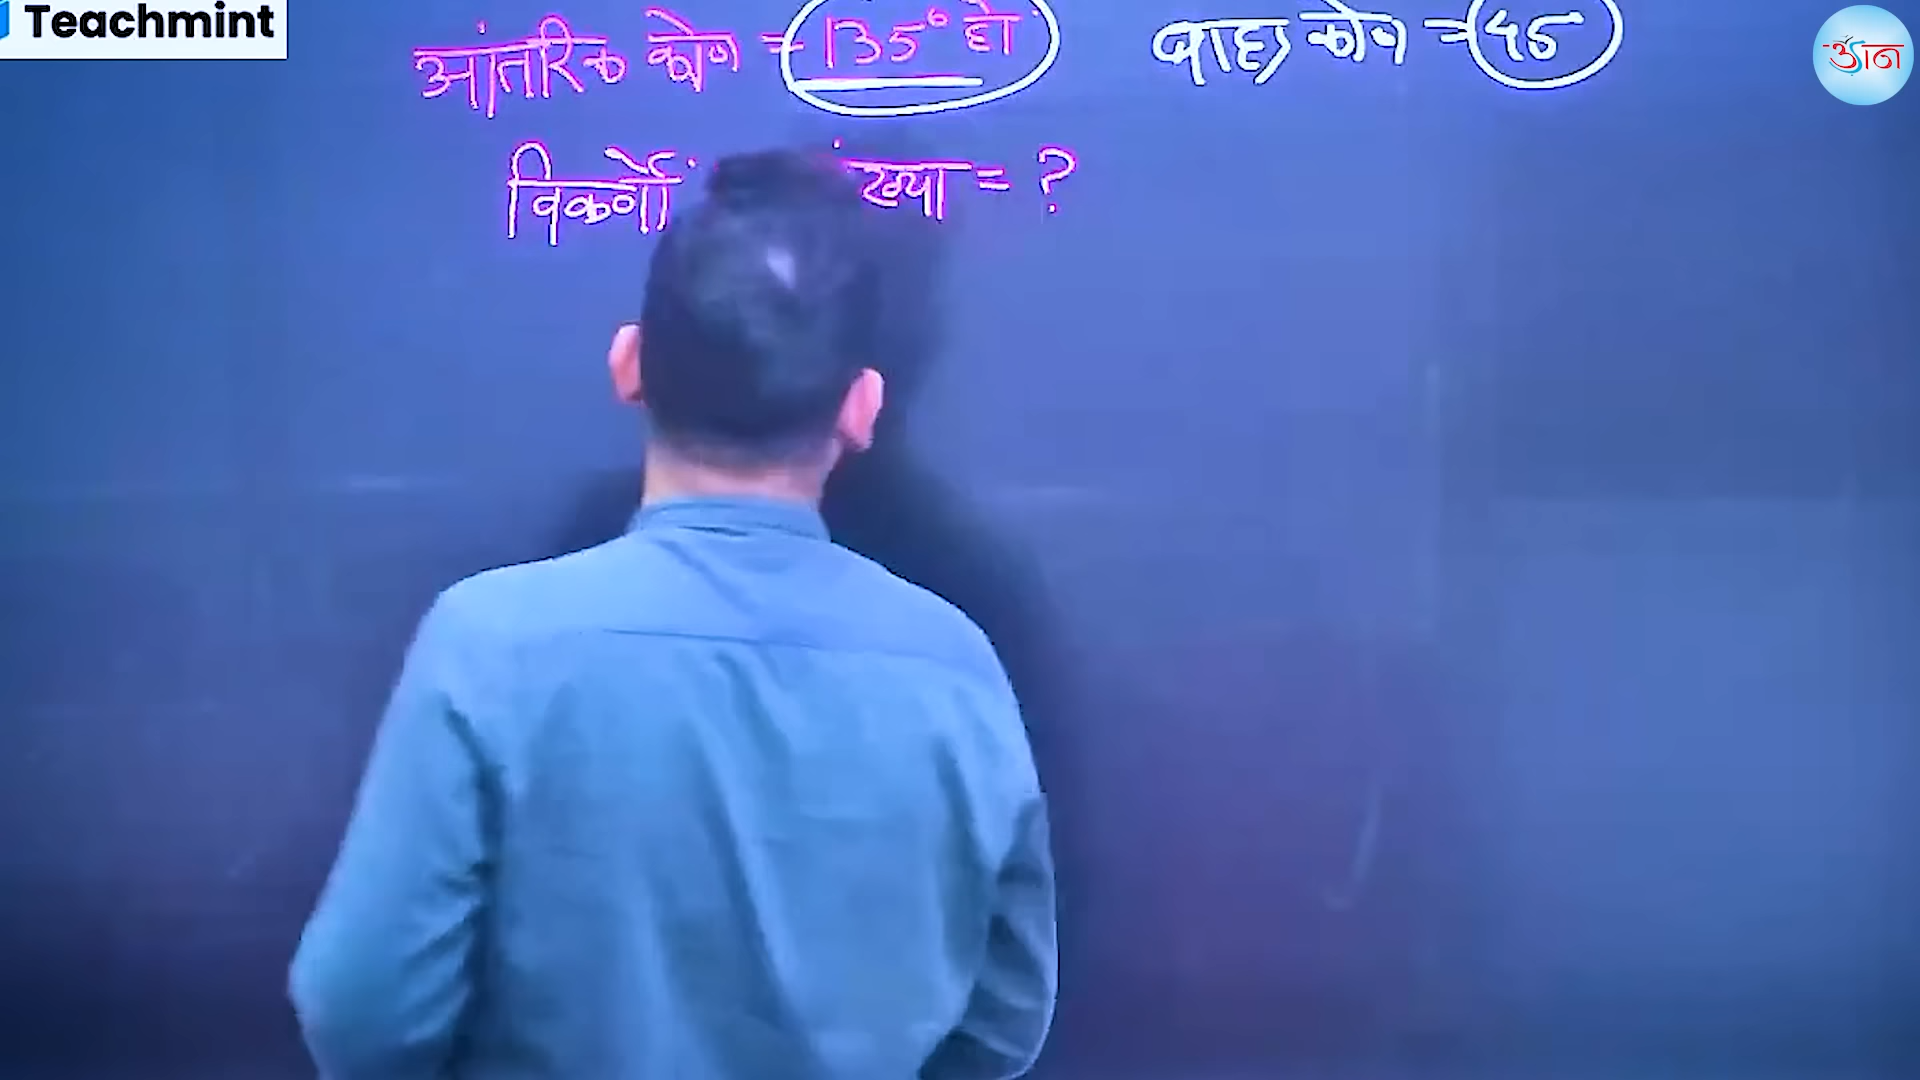 Teachmint
आंतरिक कोण = 135° हो बाह्य कोण = 45
विकर्णों ंख्या = ?